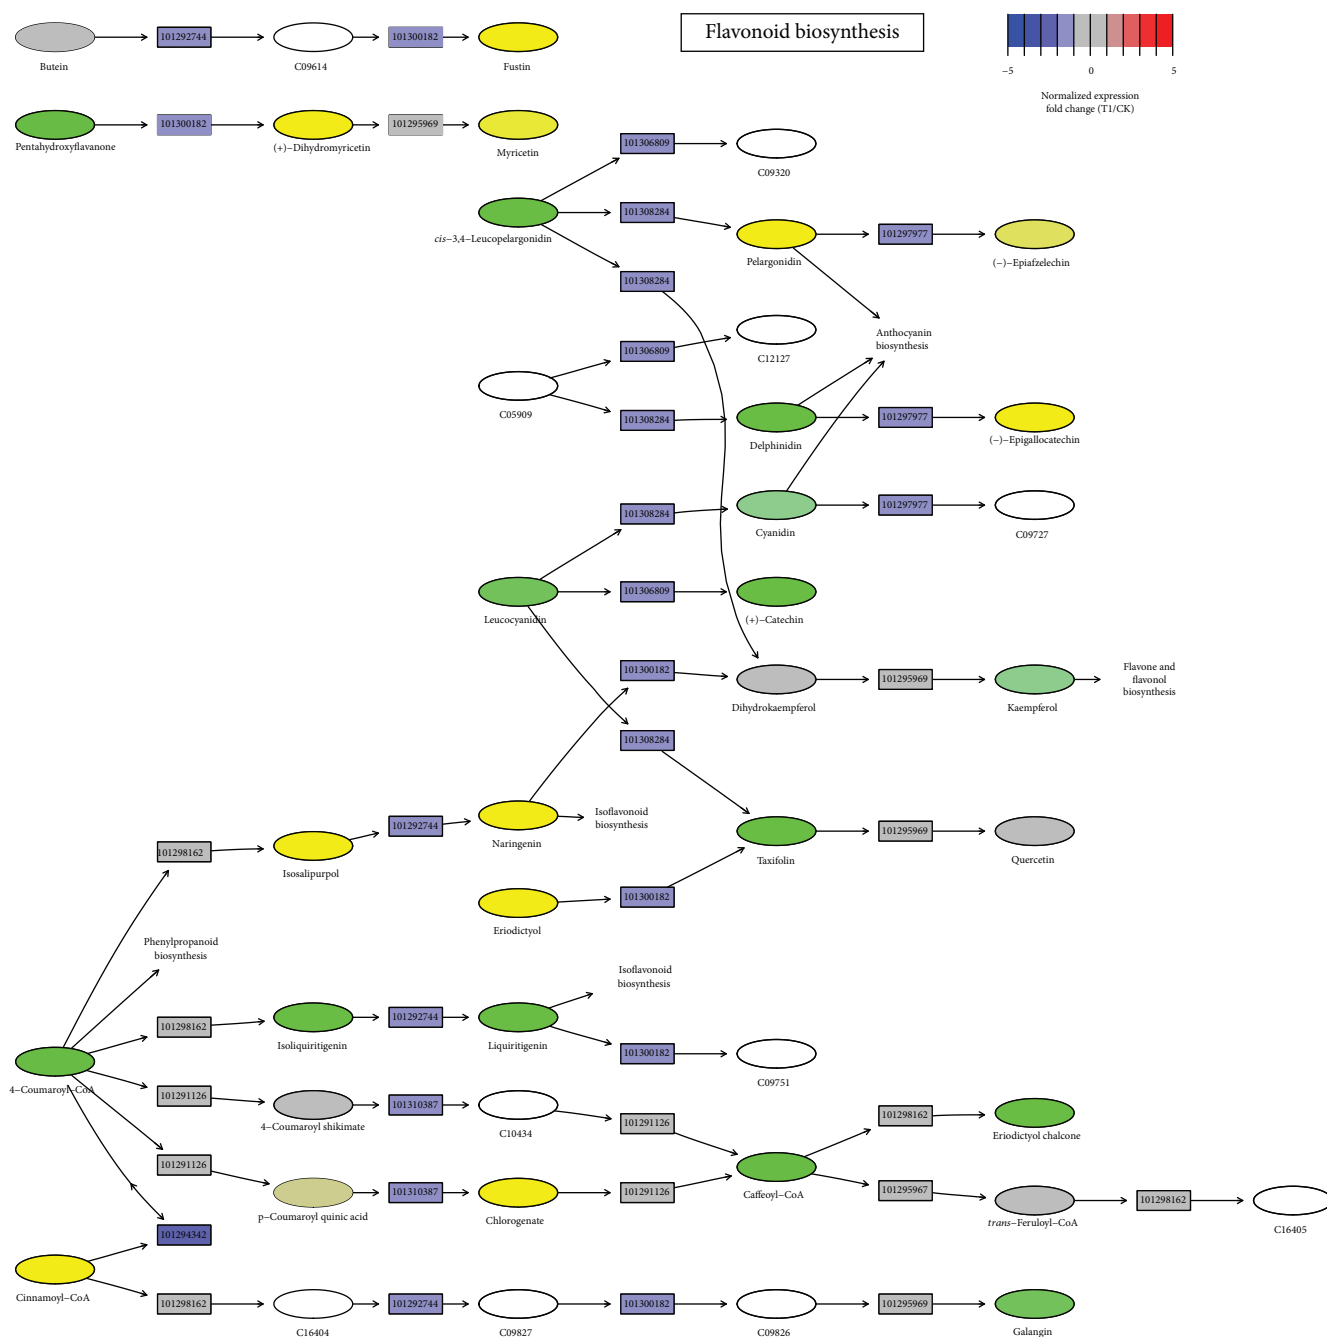 Flavonoid biosynthesis
−5
0
5
Normalized expression
fold change (T1/CK)
101292744
101300182
Butein
C09614
Fustin
101300182
101295969
Pentahydroxyflavanone
(+)−Dihydromyricetin
Myricetin
101306809
C09320
101308284
cis−3,4−Leucopelargonidin
101297977
Pelargonidin
(−)−Epiafzelechin
101308284
Anthocyanin
biosynthesis
101306809
C12127
C05909
101308284
101297977
Delphinidin
(−)−Epigallocatechin
101308284
101297977
Cyanidin
C09727
101306809
Leucocyanidin
(+)−Catechin
101300182
101295969
Flavone and
flavonol
biosynthesis
Dihydrokaempferol
Kaempferol
101308284
Isoflavonoid
biosynthesis
101292744
Naringenin
101298162
Isosalipurpol
101295969
Taxifolin
Quercetin
101300182
Eriodictyol
Phenylpropanoid
biosynthesis
Isoflavonoid
biosynthesis
101298162
101292744
Isoliquiritigenin
Liquiritigenin
101300182
C09751
4−Coumaroyl−CoA
101291126
101310387
4−Coumaroyl shikimate
C10434
101291126
101298162
Eriodictyol chalcone
101291126
Caffeoyl−CoA
101310387
101291126
101295967
101298162
p−Coumaroyl quinic acid
Chlorogenate
trans−Feruloyl−CoA
C16405
101294342
Cinnamoyl−CoA
101298162
101292744
101300182
101295969
C16404
C09827
C09826
Galangin